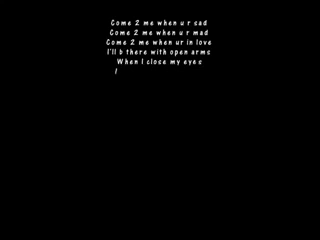 Come 2 me when u r sad
Come 2 me when u r mad
Come 2 me when ur in love
I'll b there with open arms
When I close my eyes
I